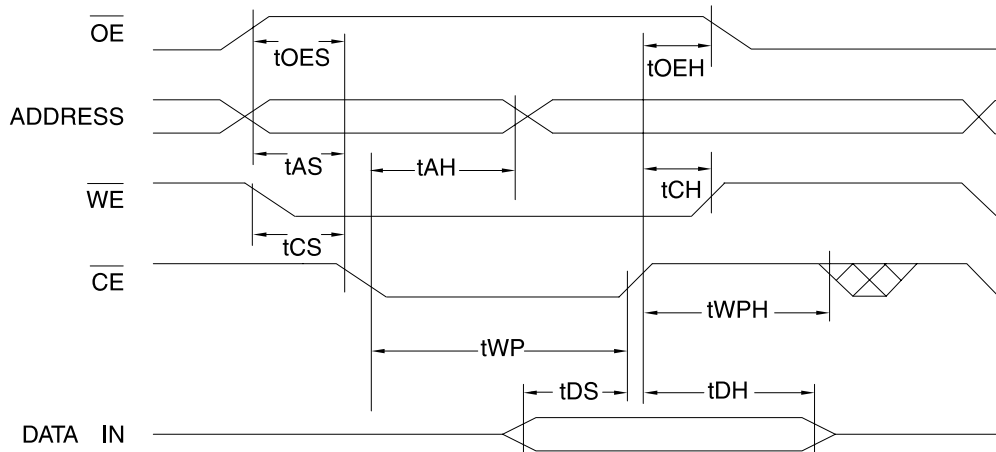 OE
tOES
tOEH
ADDRESS
tAS
tAH
tCH
WE
tCS
CE
tWPH
tWP
tDS
tDH
DATA IN